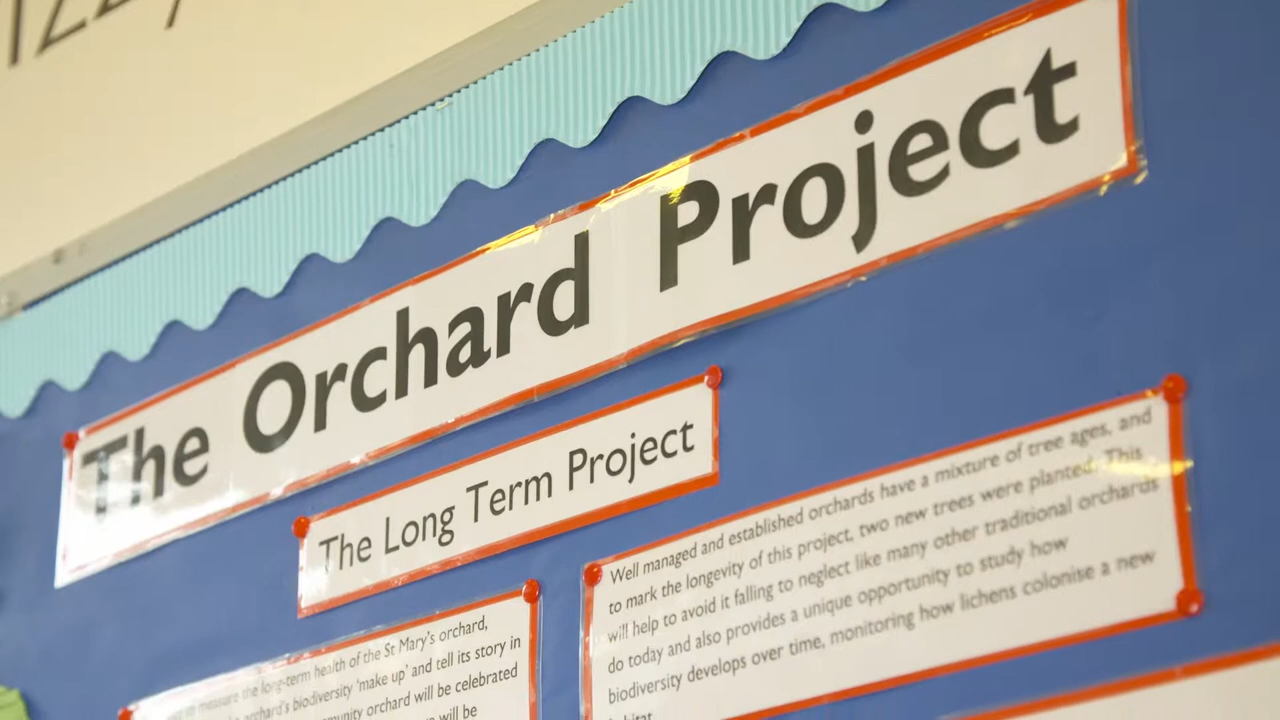 The Orchard Project
The Long Term Project
Well managed and established orchards have a mixture of tree ages, and
to mark the longevity of this project, two new trees were planted. This
will help to avoid it falling to neglect like many other traditional orchards
do today and also provides a unique opportunity to study how
biodiversity develops over time, monitoring how lichens colonise a new
habitat.
measure the long-term health of the St Mary's orchard,
orchard's biodiversity 'make up' and tell its story in
orchard will be celebrated
will be